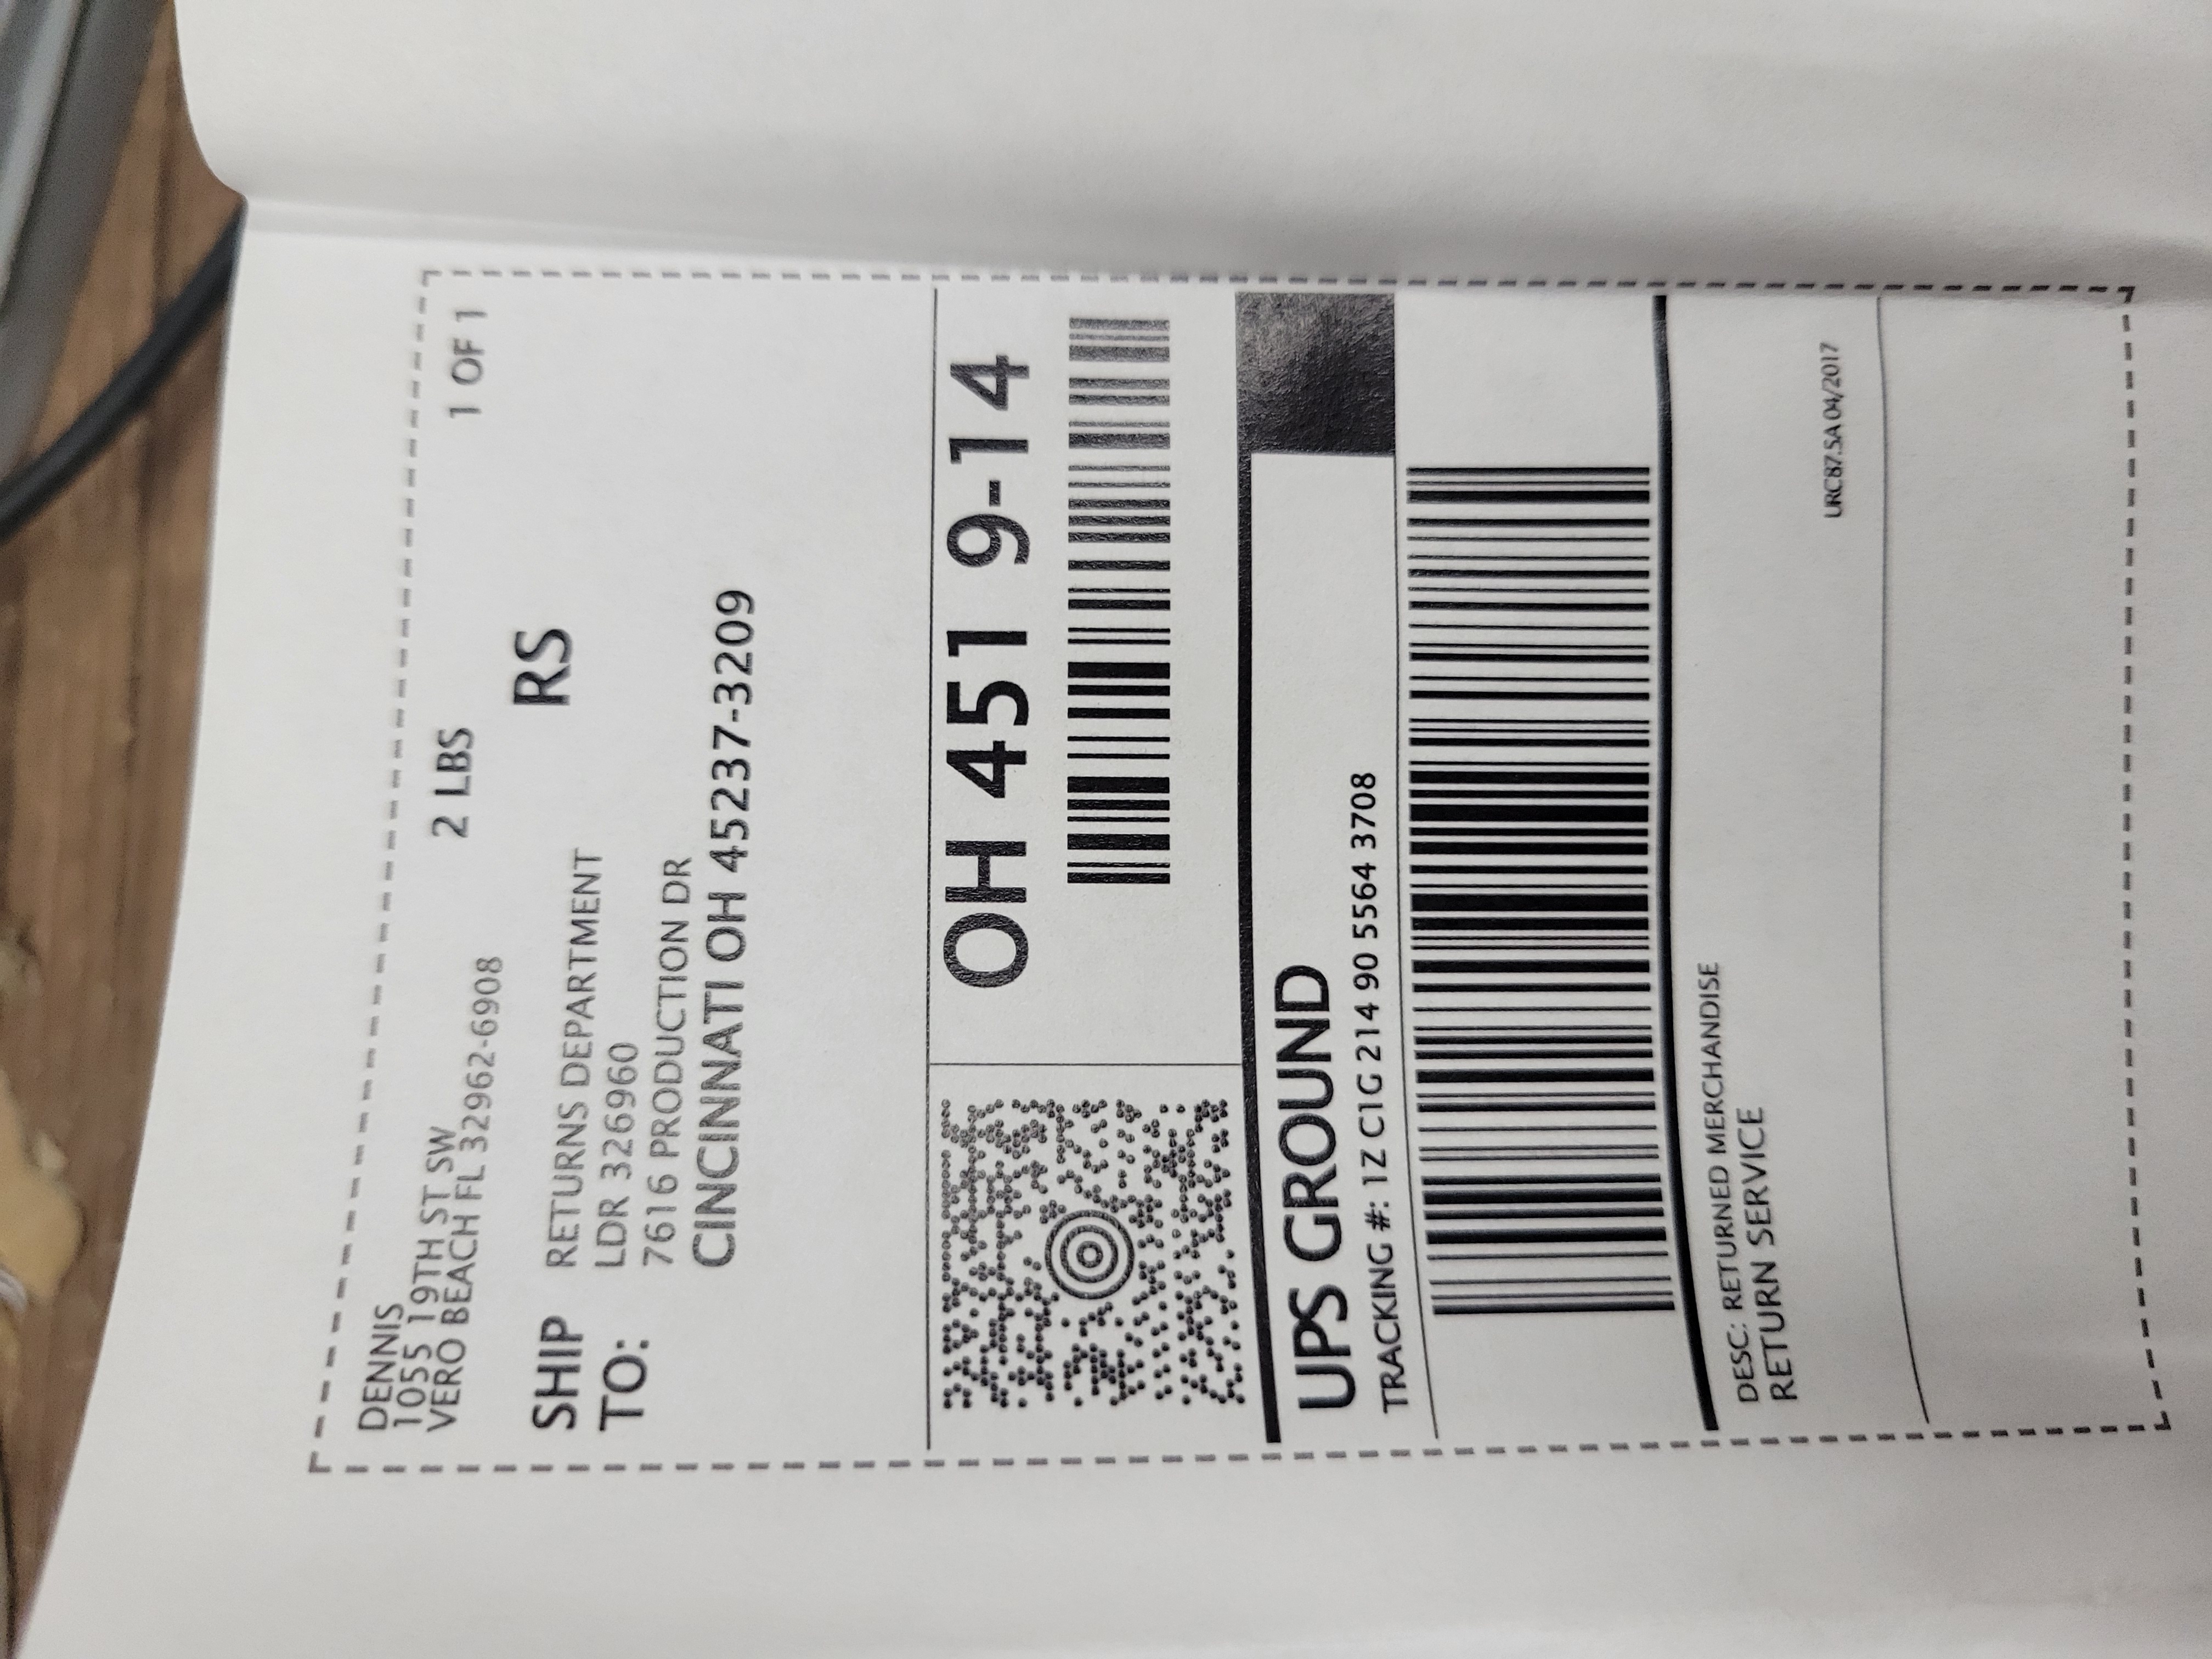 DENNIS
1055 19TH ST SW
VERO BEACH FL 32962-6908
2 LBS
1 OF 1
RS
SHIP TO:
RETURNS DEPARTMENT
LDR 326960
7616 PRODUCTION DR
CINCINNATI OH 45237-3209
OH 451 9-14
UPS GROUND
TRACKING #: 1Z C1G 214 90 5564 3708
DESC: RETURNED MERCHANDISE
RETURN SERVICE
URC87.5A 04/2017